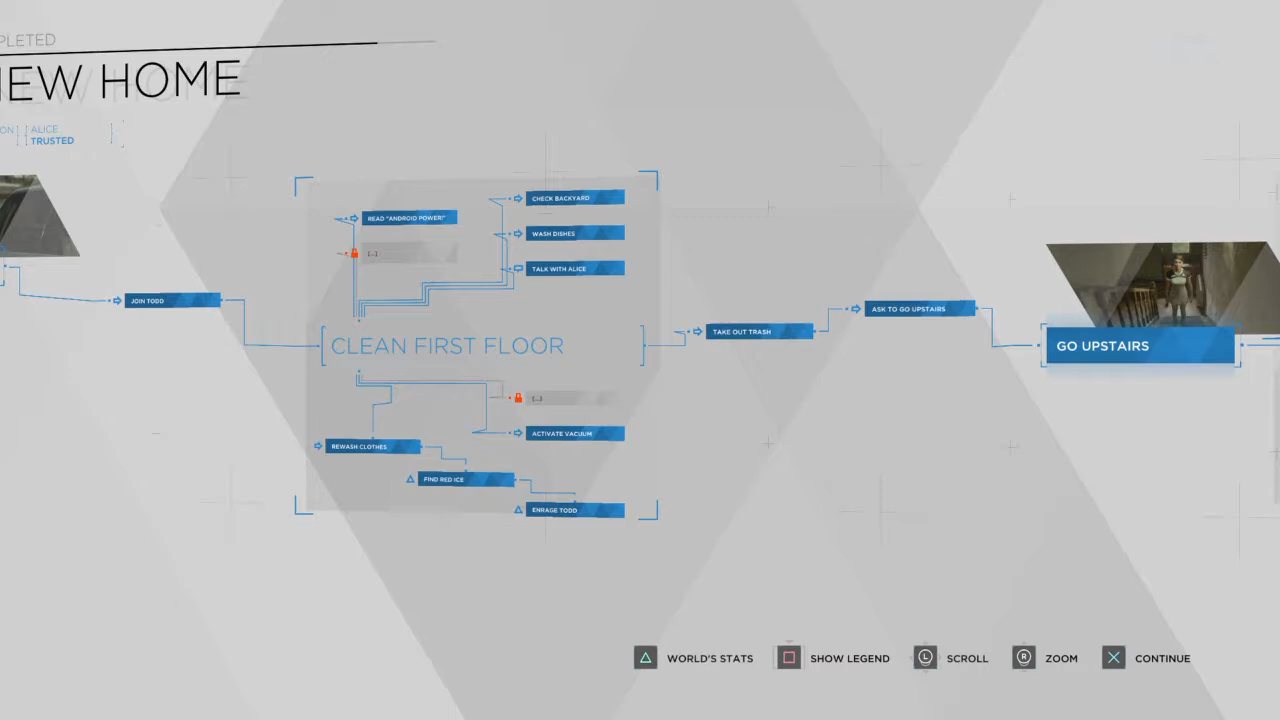 PLETED
NEW HOME
ON
ALICE
TRUSTED
JOIN TODD
READ "ANDROID POWER!"
[...]
CHECK BACKYARD
WASH DISHES
TALK WITH ALICE
CLEAN FIRST FLOOR
[...]
ACTIVATE VACUUM
REWASH CLOTHES
FIND RED ICE
ENRAGE TODD
TAKE OUT TRASH
ASK TO GO UPSTAIRS
GO UPSTAIRS
WORLD'S STATS
SHOW LEGEND
L SCROLL
R ZOOM
CONTINUE